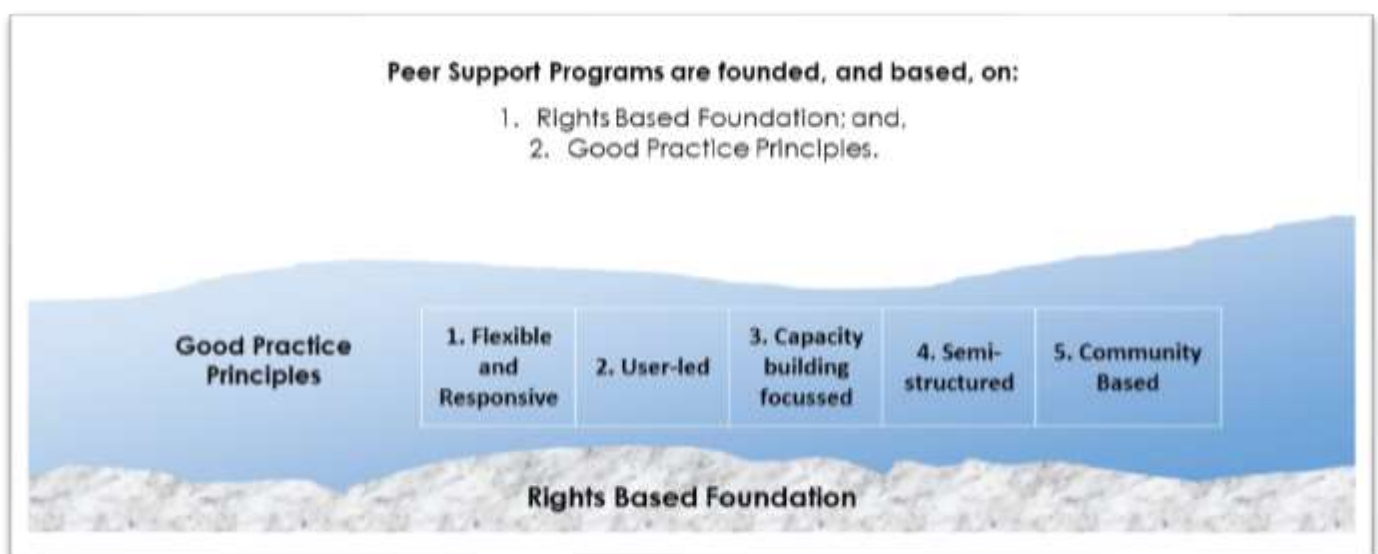 Peer Support Programs are founded, and based, on:
1. Rights Based Foundation; and,
2. Good Practice Principles.
Good Practice
Principles
1. Flexible
and
Responsive
2. User-led
3. Capacity
building
focussed
4. Semi-
structured
5. Community
Based
Rights Based Foundation